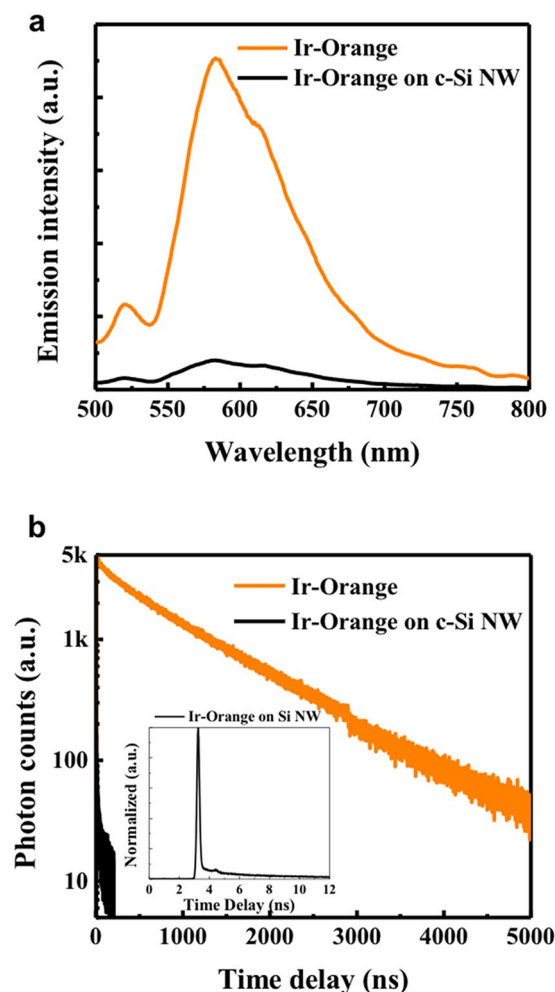 a
Ir-Orange
Ir-Orange on c-Si NW
Emission intensity (a.u.)
500 550 600 650 700 750 800
Wavelength (nm)
b
5k
1k
100
10
Ir-Orange
Ir-Orange on c-Si NW
Photon counts (a.u.)
Ir-Orange on Si NW
Normalized (a.u.)
0 2 4 6 8 10 12
Time Delay (ns)
0 1000 2000 3000 4000 5000
Time delay (ns)